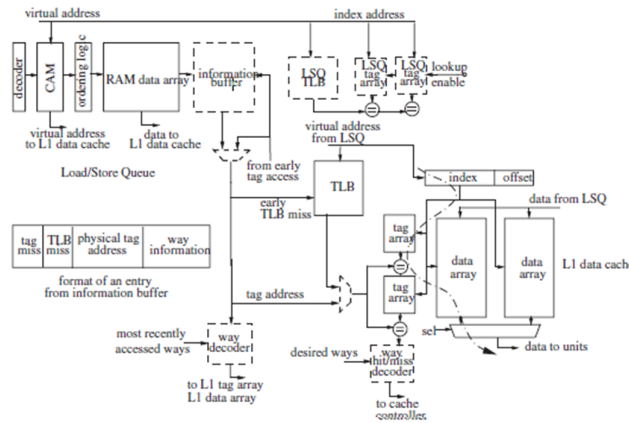 virtual address
index address
decoder
CAM
ordering logic
RAM data array
information
buffer
LSQ
TLB
LSQ
tag
array
LSQ
tag
array
lookup
enable
virtual address
to L1 data cache
data to
L1 data cache
Load/Store Queue
from early
tag access
virtual address
from LSQ
TLB
early
TLB miss
index
offset
data from LSQ
tag
array
data
array
data
array
L1 data cach
tag
array
tag
miss
TLB
miss
physical tag
address
way
information
format of an entry
from information buffer
tag address
most recently
accessed ways
way
decoder
to L1 tag array
L1 data array
desired ways
way
hit/miss
decoder
to cache
controller
sel
data to units